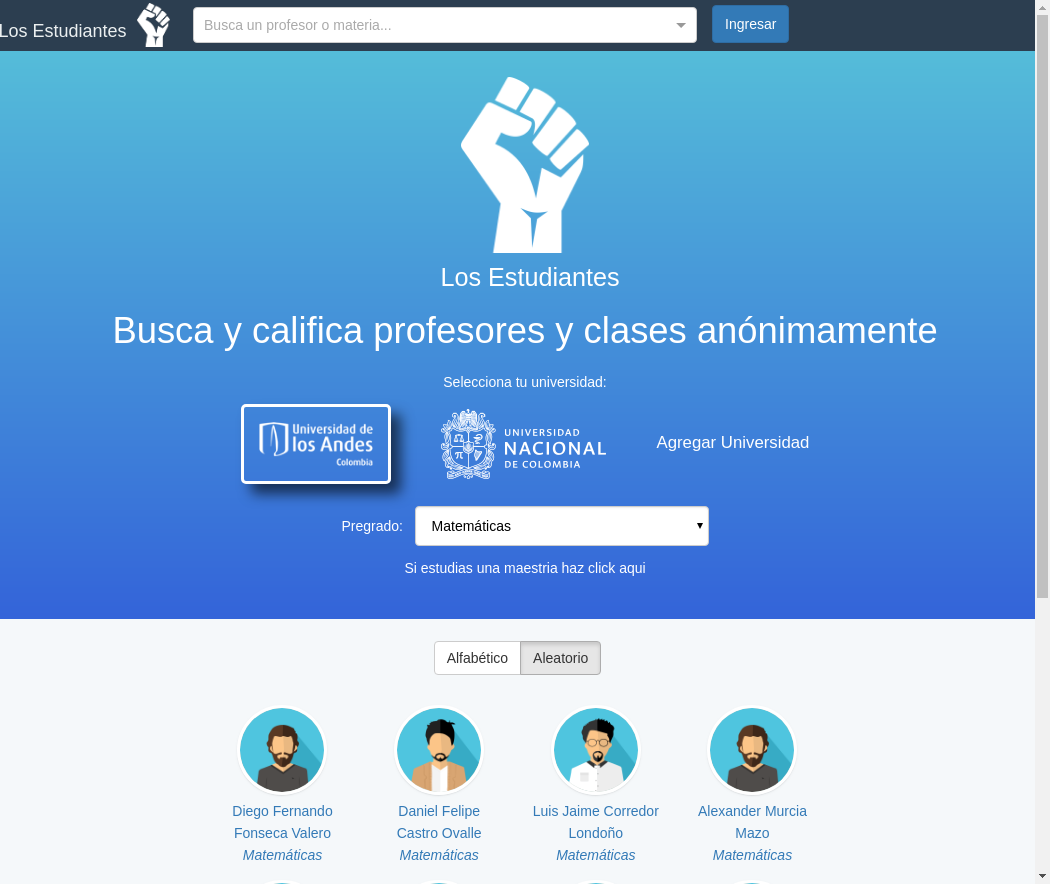 Los Estudiantes
Busca un profesor o materia...
Ingresar
Los Estudiantes
Busca y califica profesores y clases anónimamente
Selecciona tu universidad:
Universidad de
los Andes
Colombia
UNIVERSIDAD
NACIONAL
DE COLOMBIA
Agregar Universidad
Pregrado:
Matemáticas
Si estudias una maestria haz click aqui
Alfabético
Aleatorio
Diego Fernando
Fonseca Valero
Matemáticas
Daniel Felipe
Castro Ovalle
Matemáticas
Luis Jaime Corredor
Londoño
Matemáticas
Alexander Murcia
Mazo
Matemáticas